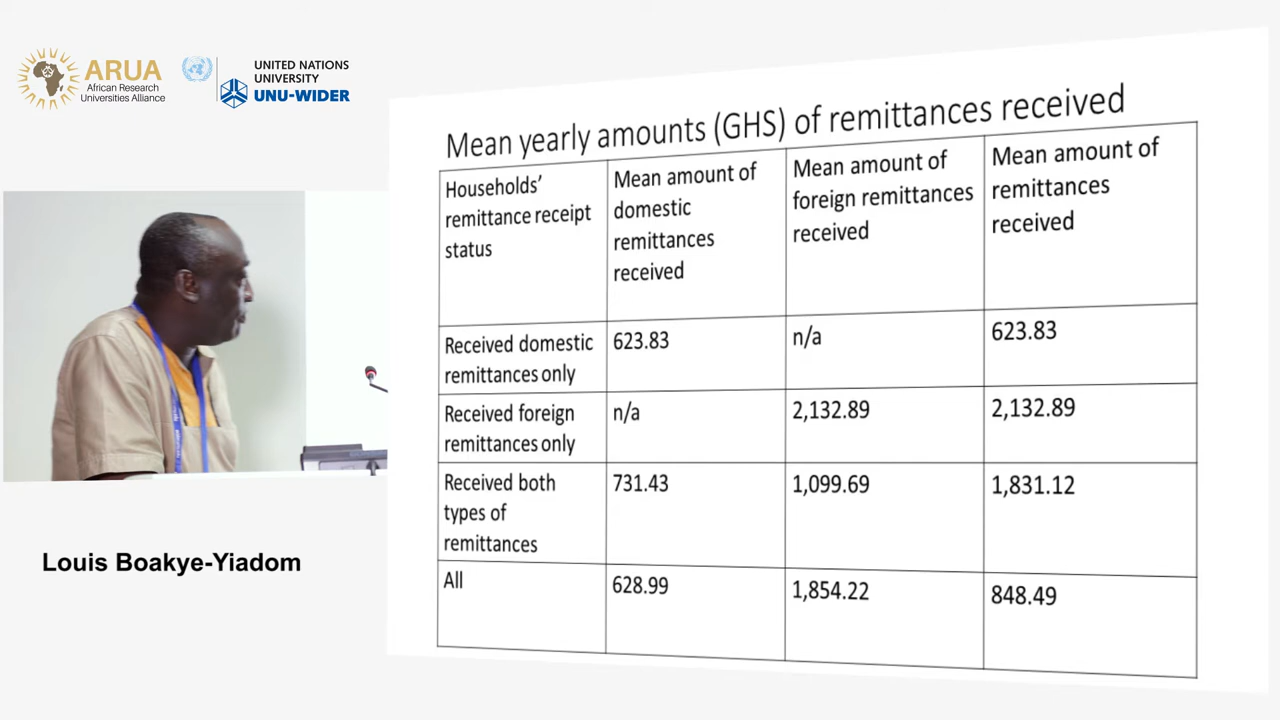 ARUA
African Research
Universities Alliance
UNITED NATIONS
UNIVERSITY
UNU-WIDER
Mean yearly amounts (GHS) of remittances received
Households'
remittance receipt
status
Mean amount of
domestic
remittances
received
Mean amount of
foreign remittances
received
Mean amount of
remittances
received
Received domestic
remittances only
623.83
n/a
623.83
Received foreign
remittances only
n/a
2,132.89
2,132.89
Received both
types of
remittances
731.43
1,099.69
1,831.12
All
628.99
1,854.22
848.49
Louis Boakye-Yiadom